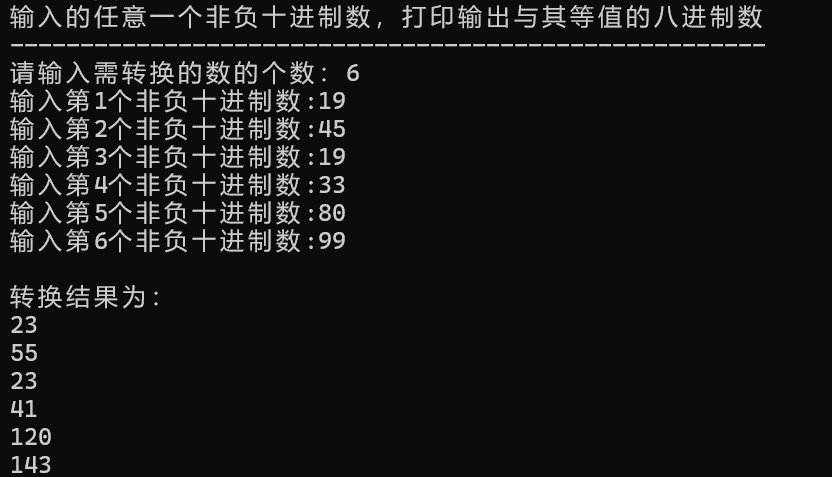 输入的任意一个非负十进制数，打印输出与其等值的八进制数
------------------------------------------------------
请输入需转换的数的个数：6
输入第1个非负十进制数:19
输入第2个非负十进制数:45
输入第3个非负十进制数:19
输入第4个非负十进制数:33
输入第5个非负十进制数:80
输入第6个非负十进制数:99
转换结果为：
23
55
23
41
120
143